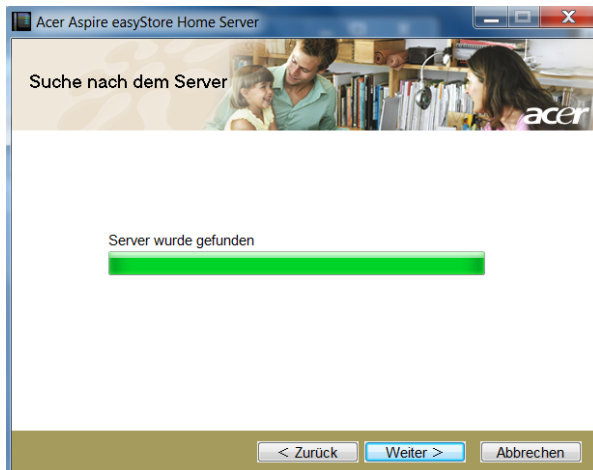 Acer Aspire easyStore Home Server
Suche nach dem Server
acer
Server wurde gefunden
< Zurück Weiter > Abbrechen